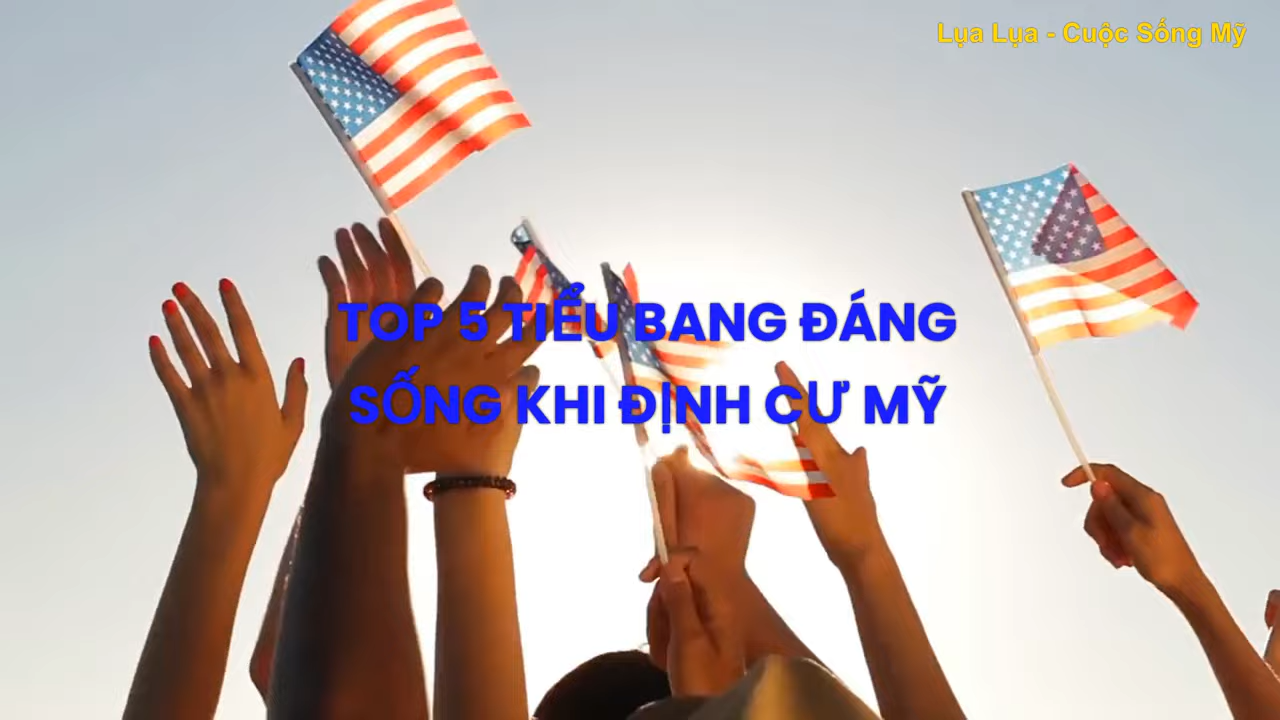 Lụa Lụa - Cuộc Sống Mỹ
TOP 5 TIỂU BANG ĐÁNG
SỐNG KHI ĐỊNH CƯ MỸ